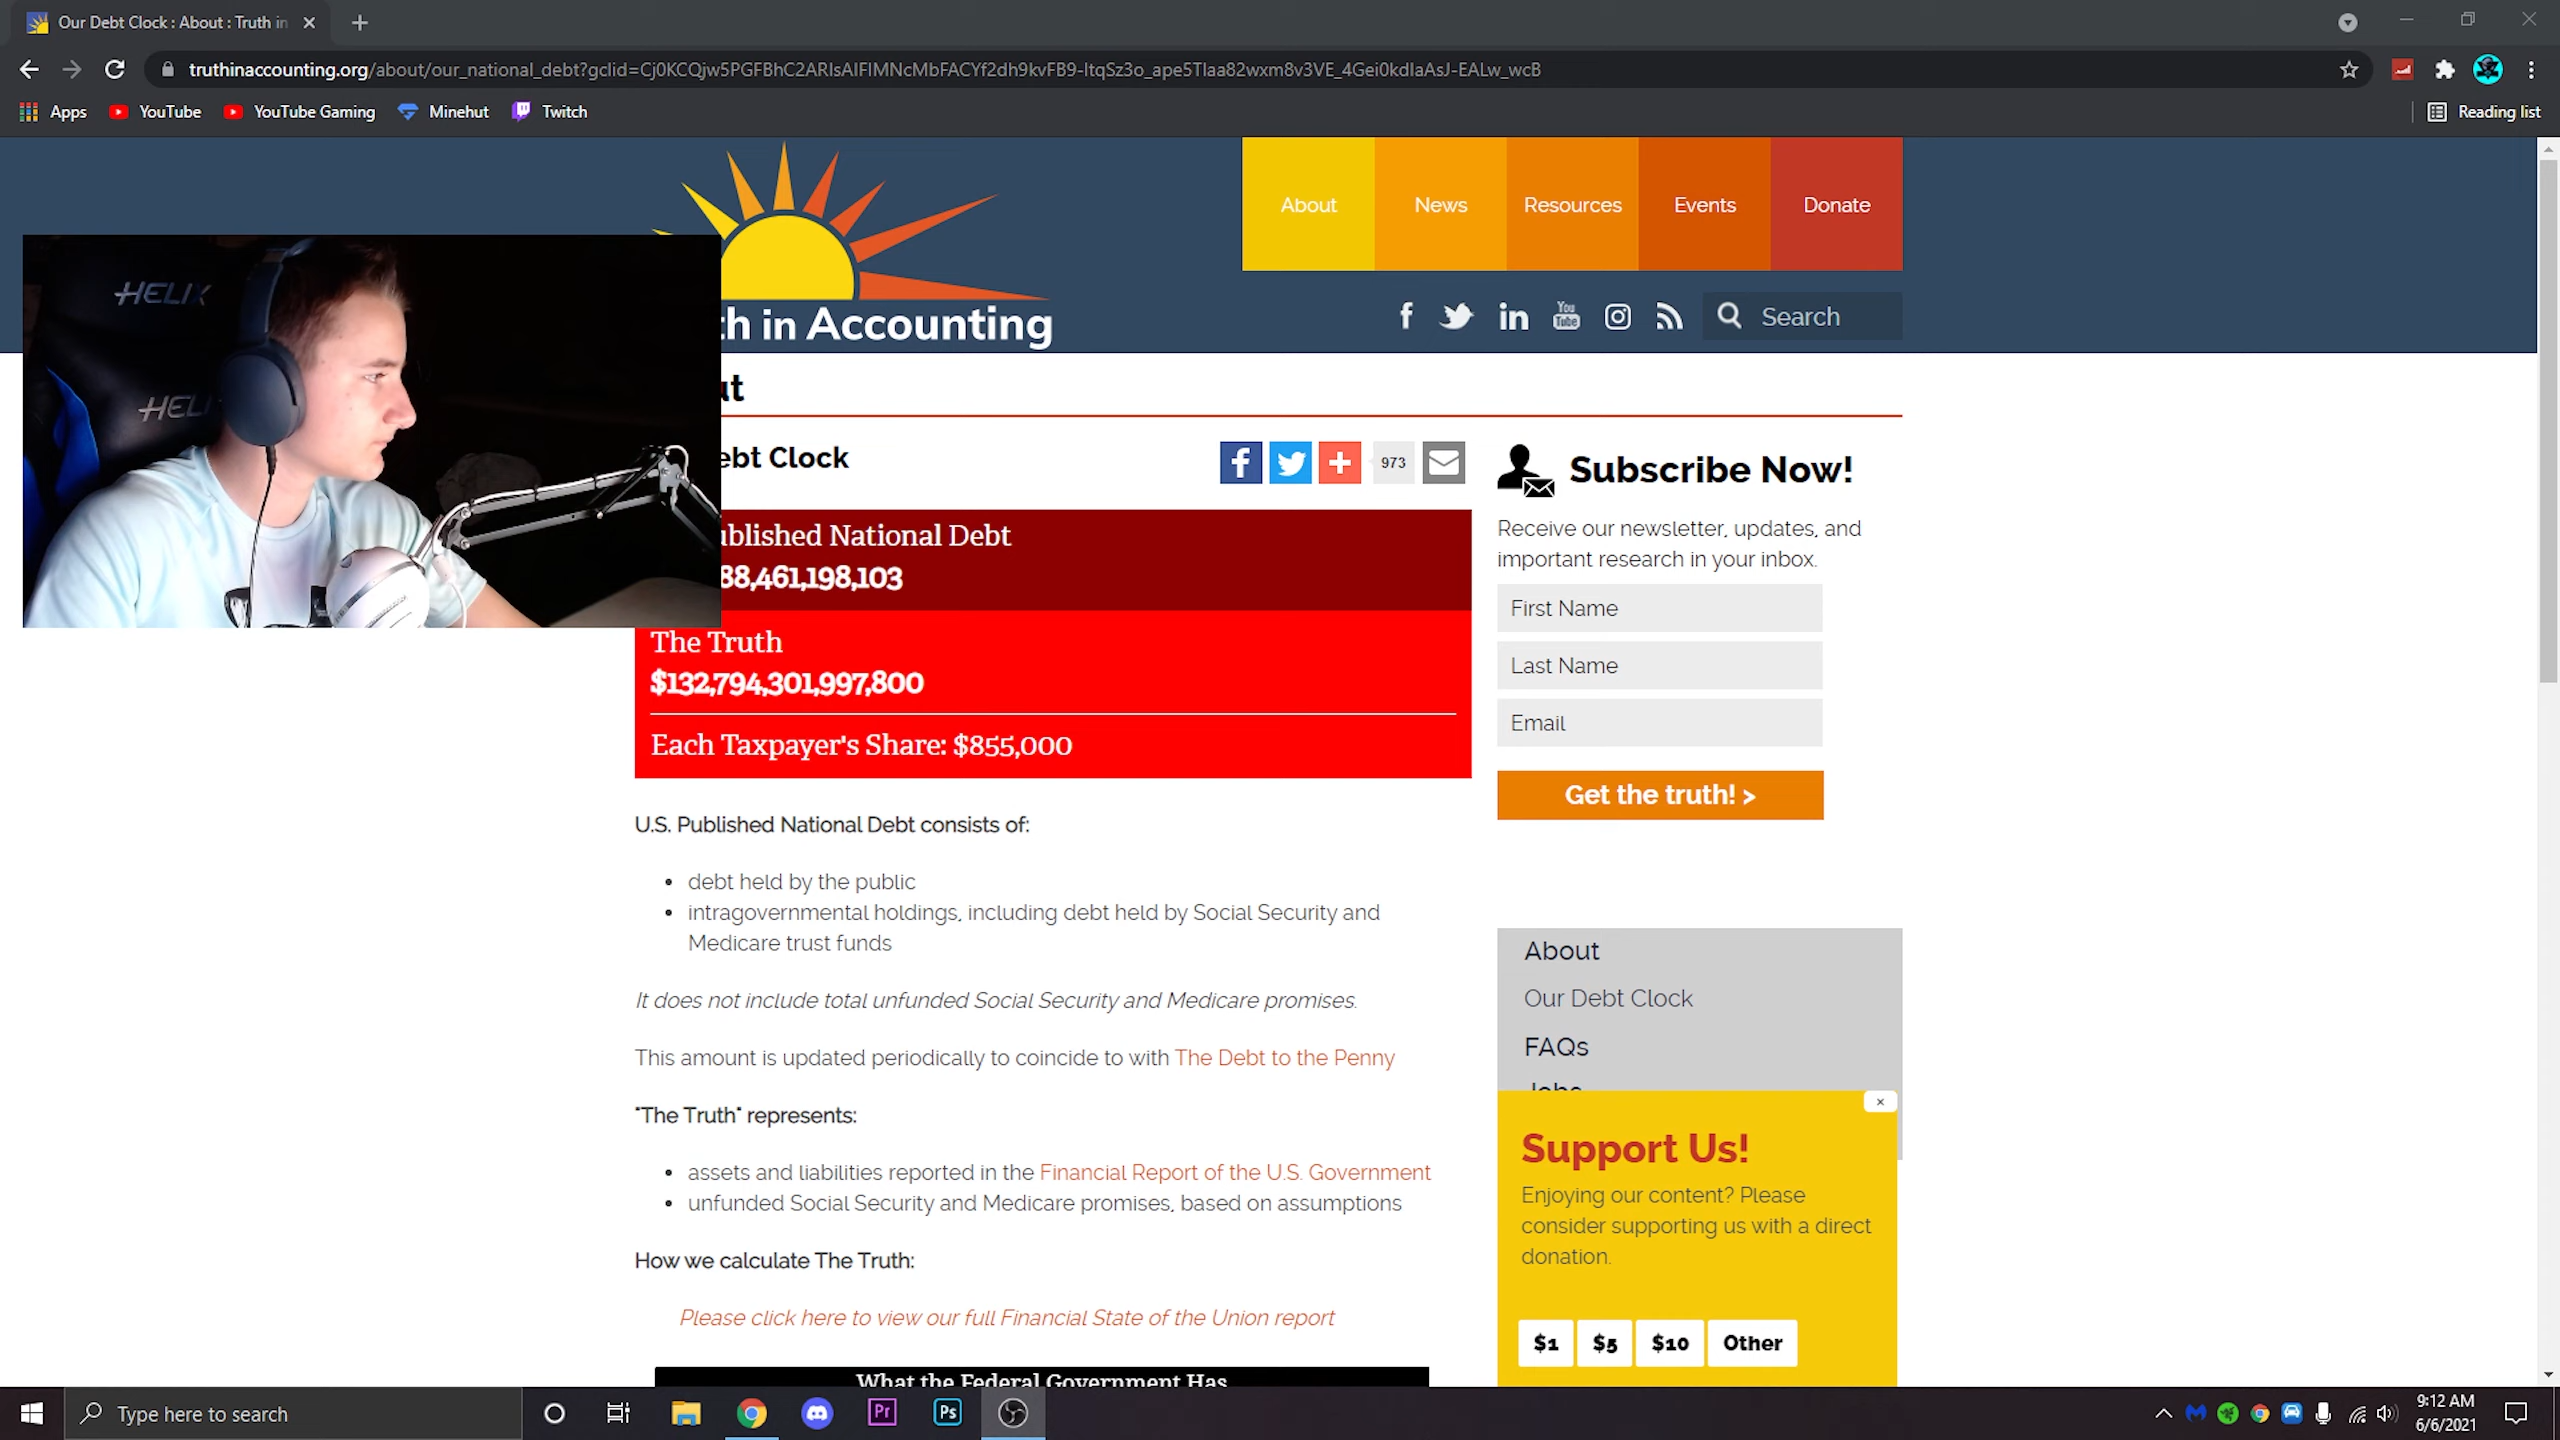 Our Debt Clock : About : Truth in
truthinaccounting.org/about/our_national_debt?gclid=Cj0KCQjw5PGFBhC2ARIsAIFIMNcMbFACYf2dh9kvFB9-ltqSz3o_ape5Tlaa82wxm8v3VE_4Gei0kdIaAsJ-EALw_wcB
Apps YouTube YouTube Gaming Minehut Twitch Reading list
About News Resources Events Donate
HELIX
th in Accounting
You Tube
Search
ut
HELI
ebt Clock
973
Subscribe Now!
Receive our newsletter, updates, and
important research in your inbox.
ublished National Debt
88,461,198,103
First Name
The Truth
$132,794,301,997,800
Last Name
Each Taxpayer's Share: $855,000
Email
Get the truth! >
U.S. Published National Debt consists of:
• debt held by the public
• intragovernmental holdings, including debt held by Social Security and
Medicare trust funds
It does not include total unfunded Social Security and Medicare promises.
This amount is updated periodically to coincide to with The Debt to the Penny
"The Truth" represents:
• assets and liabilities reported in the Financial Report of the U.S. Government
• unfunded Social Security and Medicare promises, based on assumptions
How we calculate The Truth:
Please click here to view our full Financial State of the Union report
What the Federal Government Has
About
Our Debt Clock
FAQs
Jobs
Support Us!
Enjoying our content? Please
consider supporting us with a direct
donation.
$1 $5 $10 Other
Type here to search
Pr
Ps
9:12 AM
6/6/2021